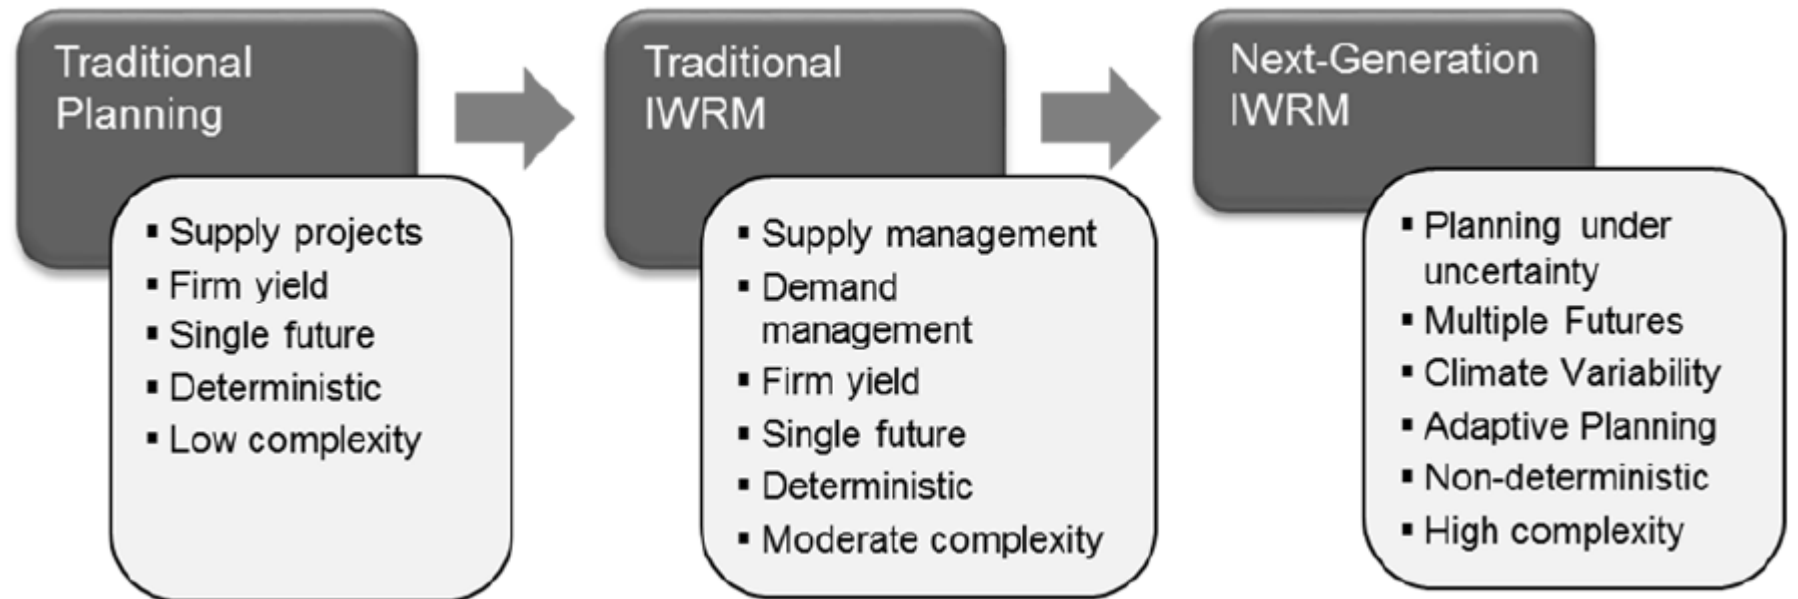 Traditional
Planning
▪ Supply projects
▪ Firm yield
▪ Single future
▪ Deterministic
▪ Low complexity
Traditional
IWRM
▪ Supply management
▪ Demand
management
▪ Firm yield
▪ Single future
▪ Deterministic
▪ Moderate complexity
Next-Generation
IWRM
▪ Planning under
uncertainty
▪ Multiple Futures
▪ Climate Variability
▪ Adaptive Planning
▪ Non-deterministic
▪ High complexity